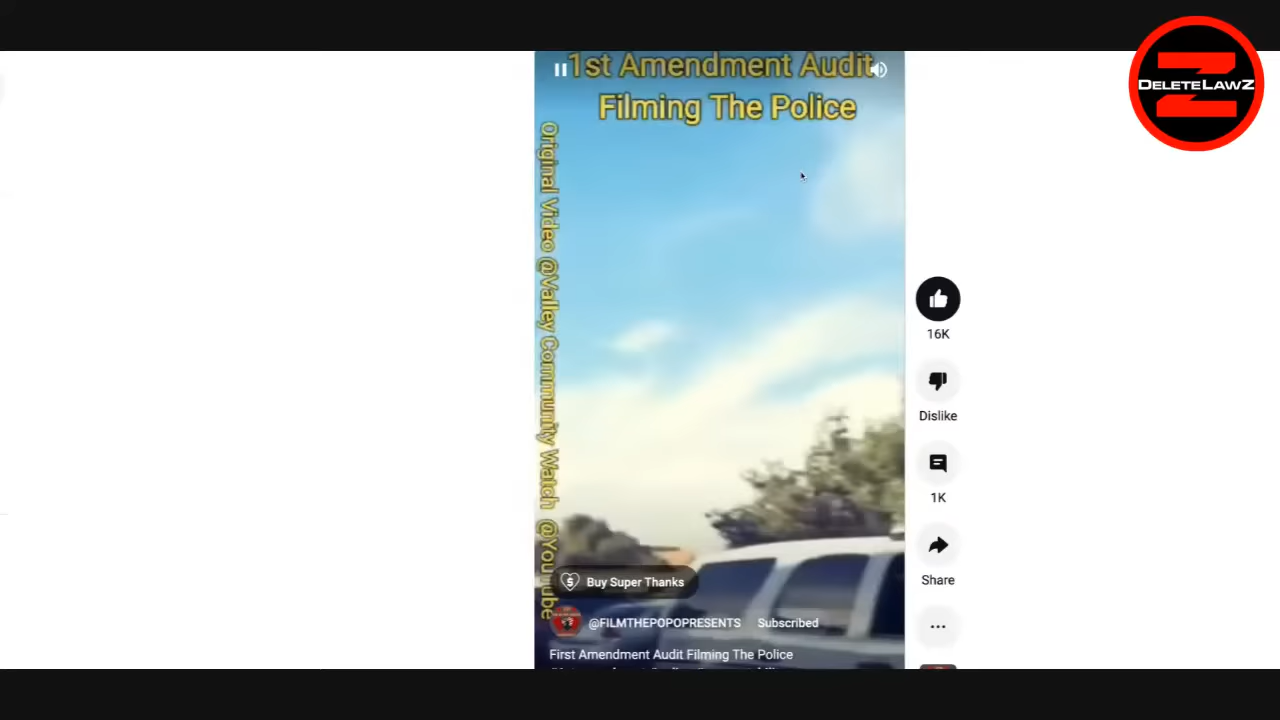 1st Amendment Audit
Filming The Police
Original Video @Valley Community Watch @YouTube
DELETELAWZ
16K
Dislike
1K
Share
Buy Super Thanks
@FILMTHEPOPOPRESENTS Subscribed
First Amendment Audit Filming The Police